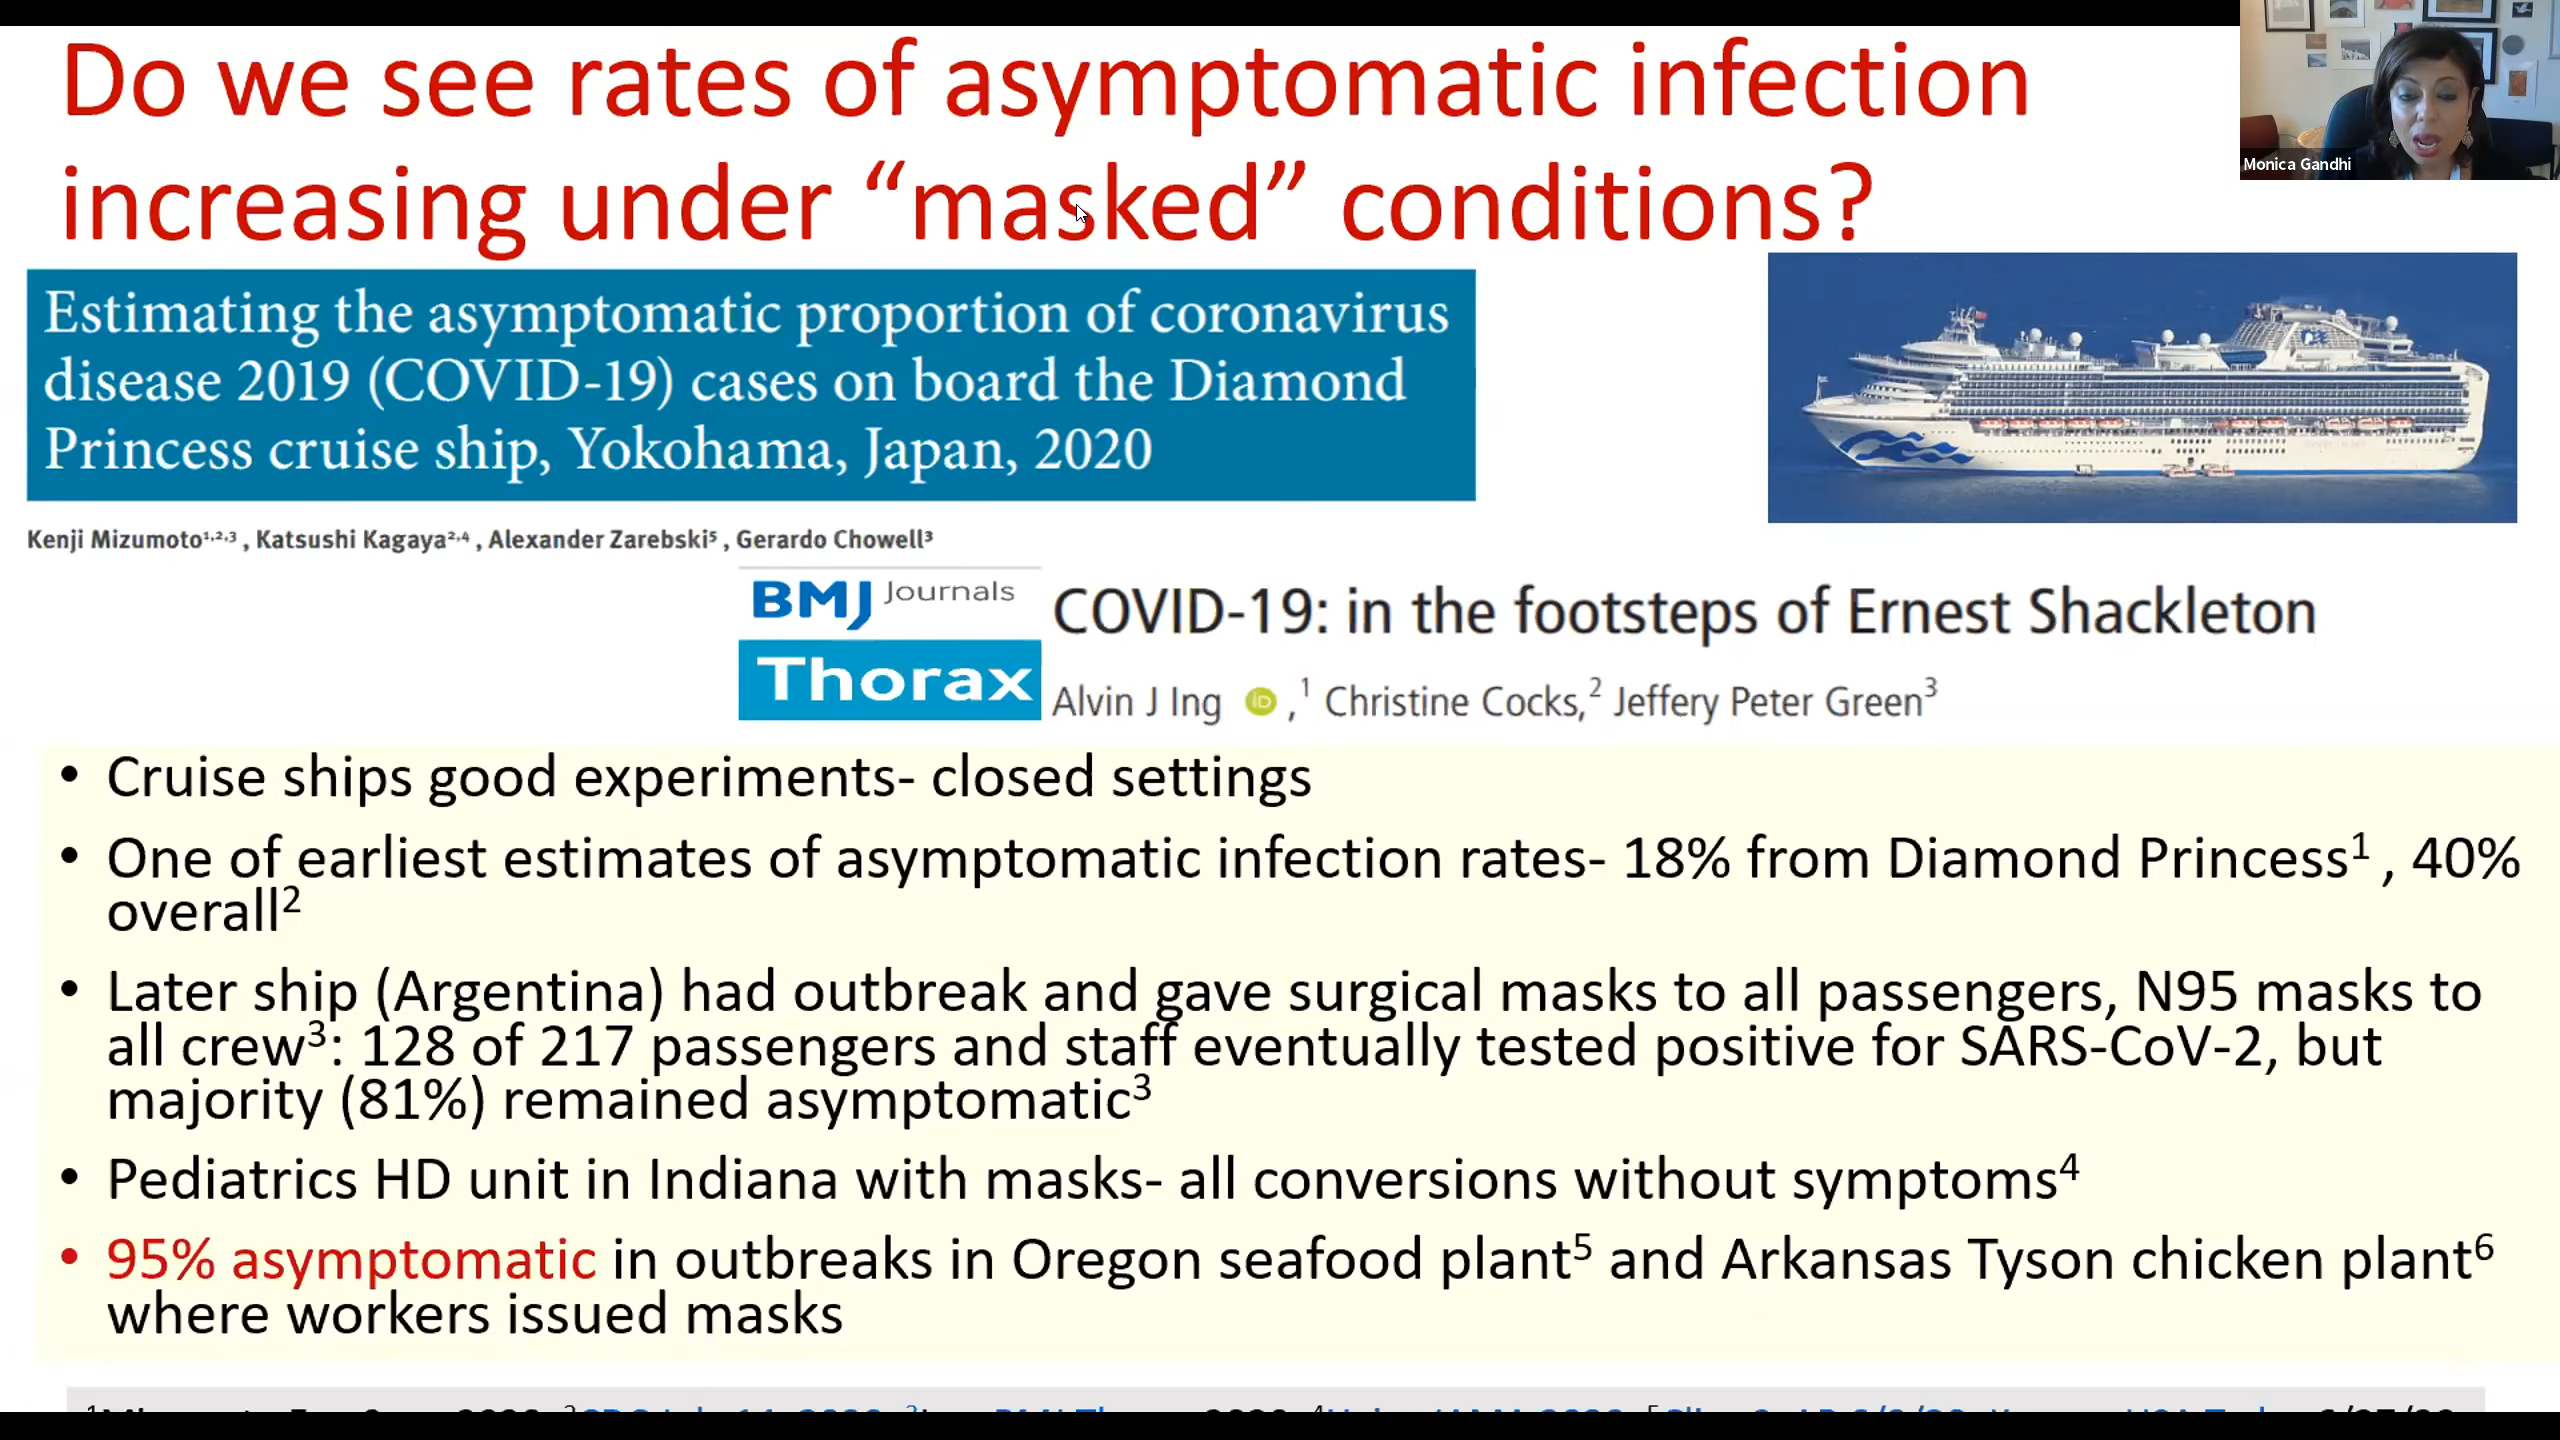 Do we see rates of asymptomatic infection
increasing under “masked” conditions?
Monica Gandhi
Estimating the asymptomatic proportion of coronavirus
disease 2019 (COVID-19) cases on board the Diamond
Princess cruise ship, Yokohama, Japan, 2020
Kenji Mizumoto¹,²,³ , Katsushi Kagaya²,⁴ , Alexander Zarebski⁵ , Gerardo Chowell³
BMJ Journals
Thorax
COVID-19: in the footsteps of Ernest Shackleton
Alvin J Ing iD ,¹ Christine Cocks,² Jeffery Peter Green³
• Cruise ships good experiments- closed settings
• One of earliest estimates of asymptomatic infection rates- 18% from Diamond Princess¹ , 40%
overall²
• Later ship (Argentina) had outbreak and gave surgical masks to all passengers, N95 masks to
all crew³: 128 of 217 passengers and staff eventually tested positive for SARS-CoV-2, but
majority (81%) remained asymptomatic³
• Pediatrics HD unit in Indiana with masks- all conversions without symptoms⁴
• 95% asymptomatic in outbreaks in Oregon seafood plant⁵ and Arkansas Tyson chicken plant⁶
where workers issued masks